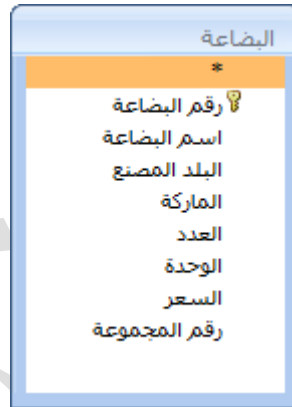 البضاعة
*
رقم البضاعة
اسم البضاعة
البلد المصنع
الماركة
العدد
الوحدة
السعر
رقم المجموعة